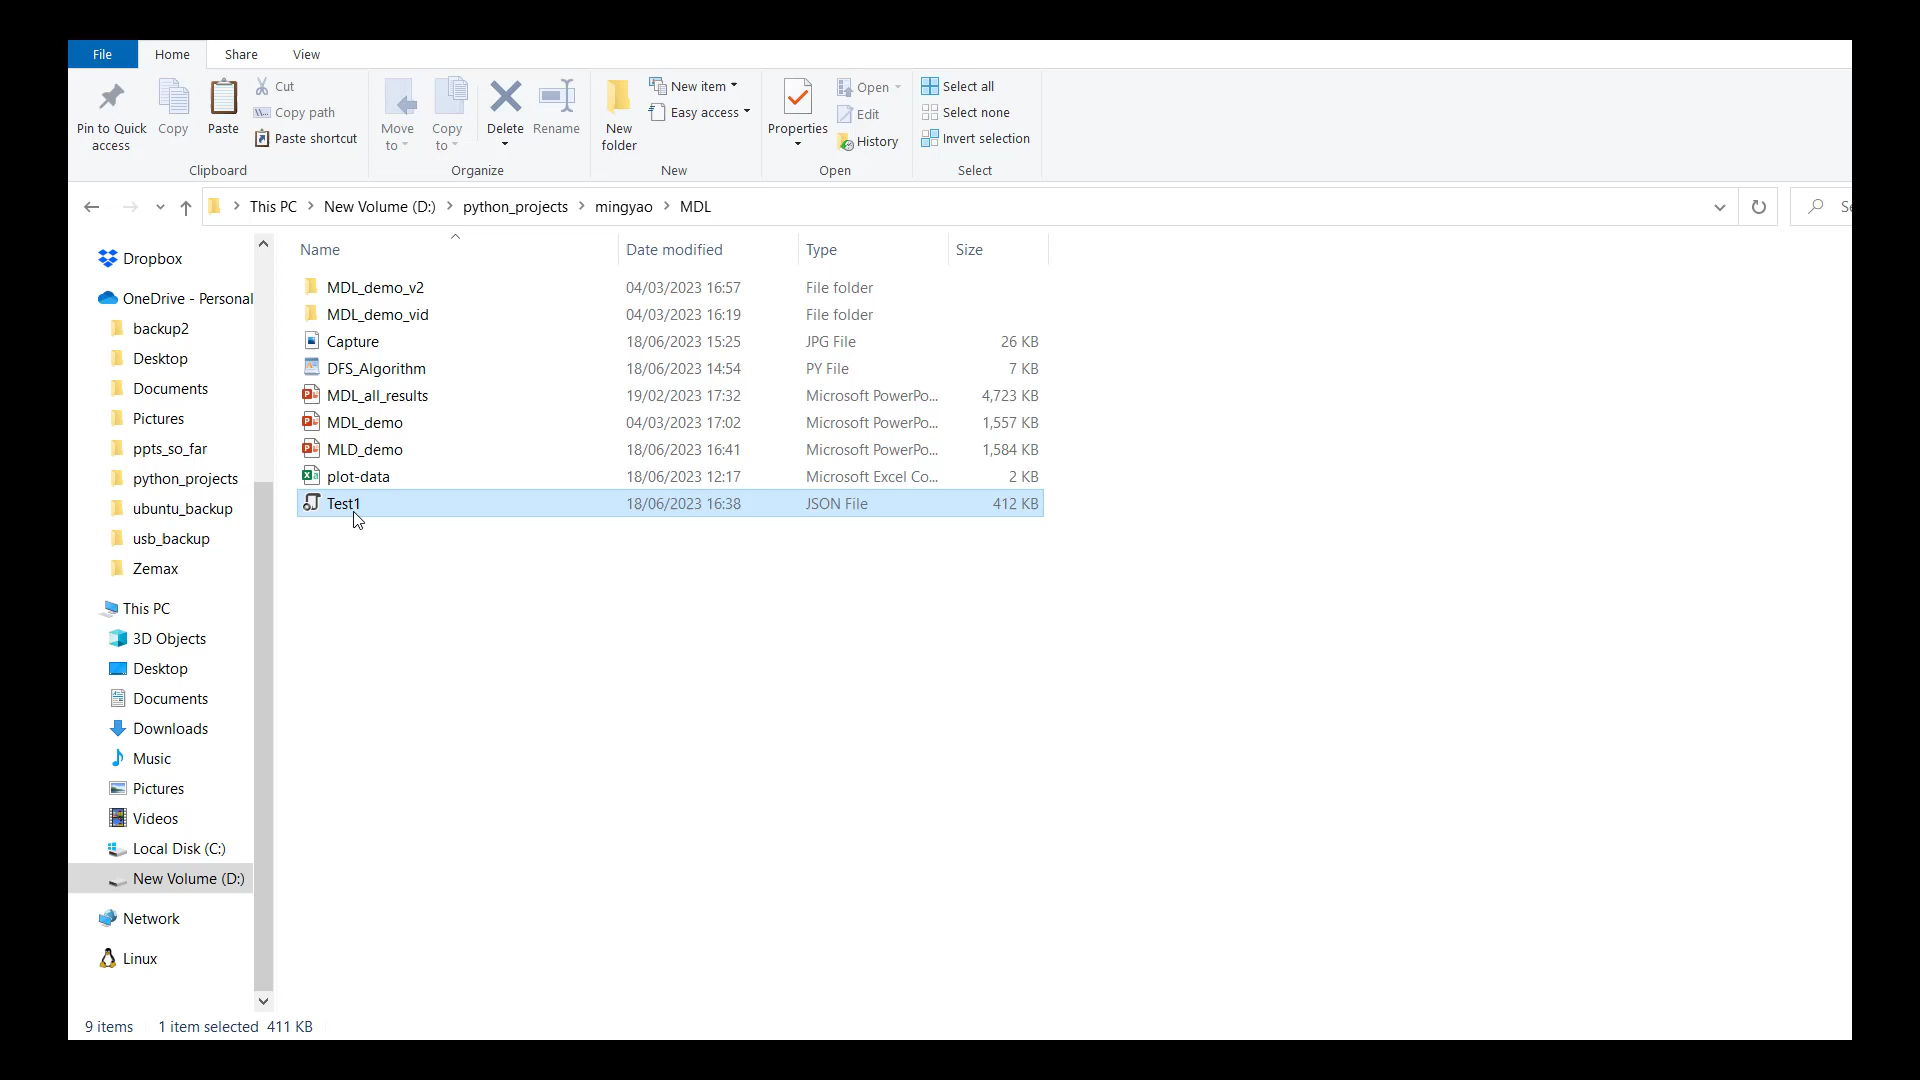 File Home Share View
Pin to Quick access
Copy
Paste
Cut
Copy path
Paste shortcut
Clipboard
Move to
Copy to
Delete
Rename
Organize
New folder
New item
Easy access
New
Properties
Open
Edit
History
Open
Select all
Select none
Invert selection
Select
This PC > New Volume (D:) > python_projects > mingyao > MDL
Name Date modified Type Size
MDL_demo_v2 04/03/2023 16:57 File folder
MDL_demo_vid 04/03/2023 16:19 File folder
Capture 18/06/2023 15:25 JPG File 26 KB
DFS_Algorithm 18/06/2023 14:54 PY File 7 KB
MDL_all_results 19/02/2023 17:32 Microsoft PowerPo... 4,723 KB
MDL_demo 04/03/2023 17:02 Microsoft PowerPo... 1,557 KB
MLD_demo 18/06/2023 16:41 Microsoft PowerPo... 1,584 KB
plot-data 18/06/2023 12:17 Microsoft Excel Co... 2 KB
Test1 18/06/2023 16:38 JSON File 412 KB
Dropbox
OneDrive - Personal
backup2
Desktop
Documents
Pictures
ppts_so_far
python_projects
ubuntu_backup
usb_backup
Zemax
This PC
3D Objects
Desktop
Documents
Downloads
Music
Pictures
Videos
Local Disk (C:)
New Volume (D:)
Network
Linux
9 items 1 item selected 411 KB